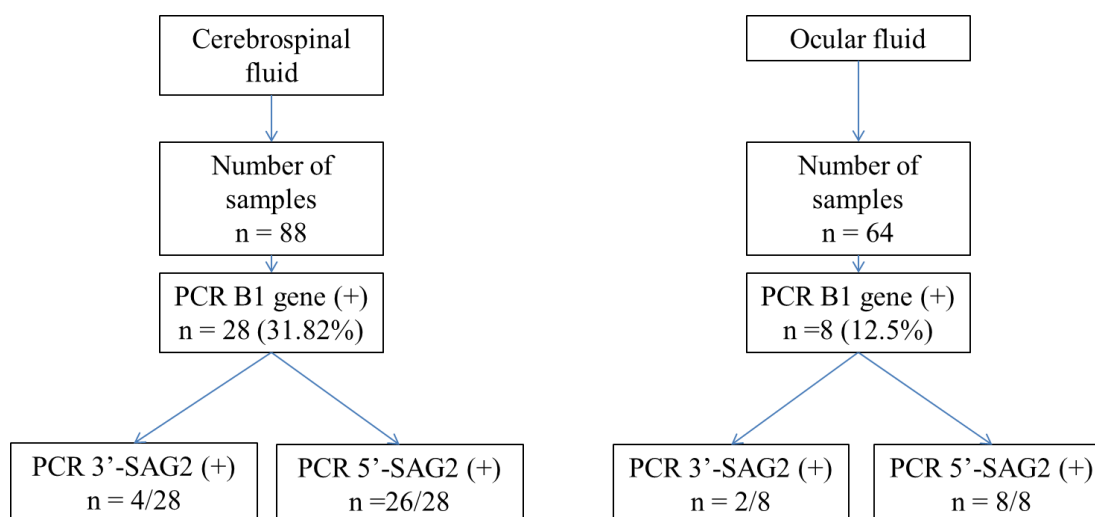 Cerebrospinal
fluid
Number of
samples
n = 88
PCR B1 gene (+)
n = 28 (31.82%)
PCR 3’-SAG2 (+)
n = 4/28
PCR 5’-SAG2 (+)
n =26/28
Ocular fluid
Number of
samples
n = 64
PCR B1 gene (+)
n =8 (12.5%)
PCR 3’-SAG2 (+)
n = 2/8
PCR 5’-SAG2 (+)
n = 8/8